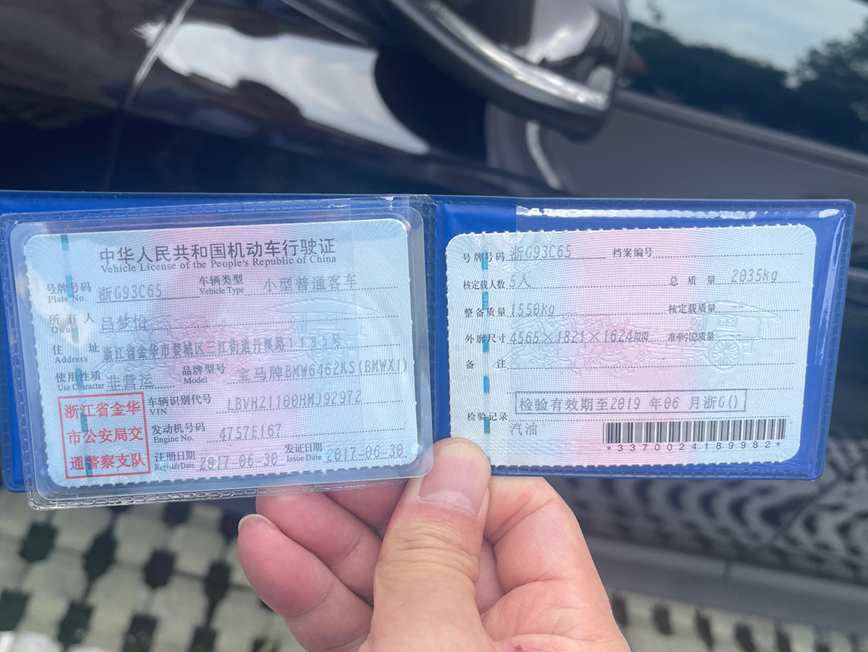 中华人民共和国机动车行驶证
Vehicle License of the People's Republic of China
号牌号码 浙G93C65 车辆类型 小型普通客车
Plate No. Vehicle Type
所有人 吕梦怡
Owner
住址 浙江省金华市婺城区三江街道丹溪路1193号
Address
使用性质 非营运 品牌型号 宝马牌BMW6462KS(BMWX1)
Use Character Model
浙江省金华
市公安局交
通警察支队
车辆识别代号 LBVHZ1100HMJ92972
VIN
发动机号码 4757E167
Engine No.
注册日期 2017-06-30 发证日期 2017-06-30
Register Date Issue Date
号牌号码 浙G93C65 档案编号
核定载人数 5人 总质量 2035kg
整备质量 1550kg 核定载质量
外廓尺寸 4565×1821×1624mm 准牵引总质量
备注
检验记录 检验有效期至2019 年06 月浙G()
汽油
*3370024189982*